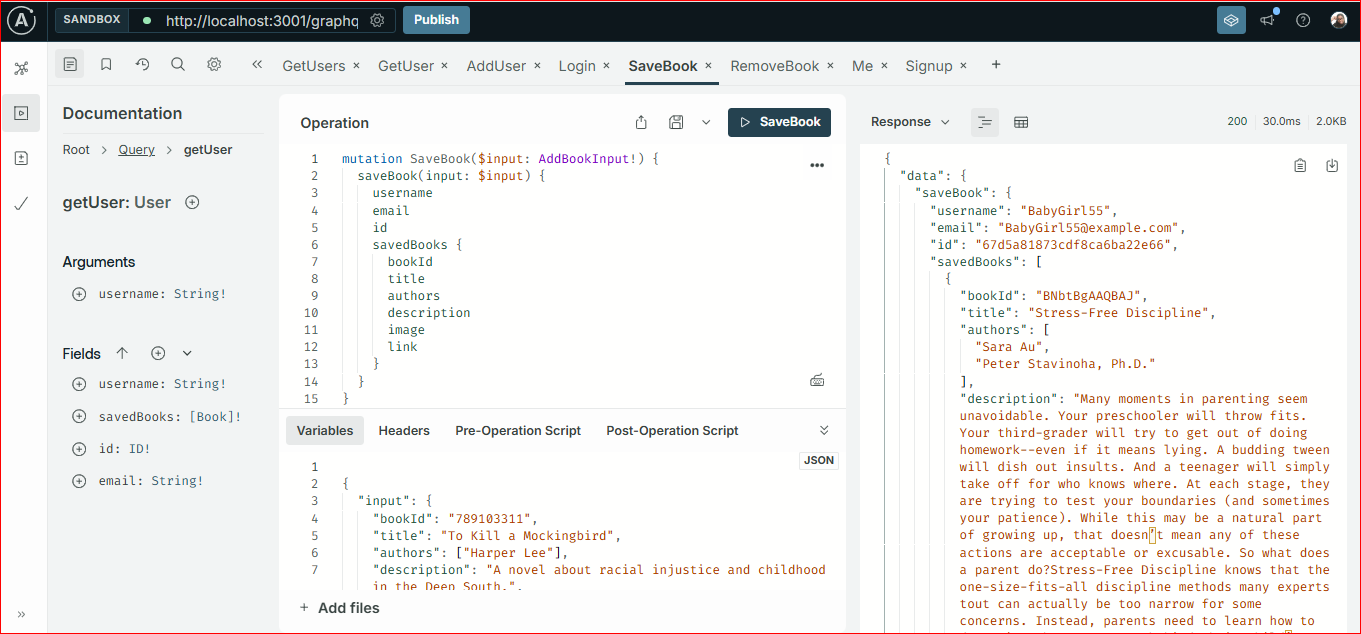 SANDBOX http://localhost:3001/graphq Publish
GetUsers × GetUser × AddUser × Login × SaveBook × RemoveBook × Me × Signup × +
Documentation
Root > Query > getUser
getUser: User
Arguments
username: String!
Fields
username: String!
savedBooks: [Book]!
id: ID!
email: String!
Operation
SaveBook
1 mutation SaveBook($input: AddBookInput!) {
2 saveBook(input: $input) {
3 username
4 email
5 id
6 savedBooks {
7 bookId
8 title
9 authors
10 description
11 image
12 link
13 }
14 }
15 }
Variables Headers Pre-Operation Script Post-Operation Script
JSON
1
2 {
3 "input": {
4 "bookId": "789103311",
5 "title": "To Kill a Mockingbird",
6 "authors": ["Harper Lee"],
7 "description": "A novel about racial injustice and childhood
in the Deep South.",
+ Add files
Response 200 30.0ms 2.0KB
{
"data": {
"saveBook": {
"username": "BabyGirl55",
"email": "BabyGirl55@example.com",
"id": "67d5a81873cdf8ca6ba22e66",
"savedBooks": [
{
"bookId": "BNbtBgAAQBAJ",
"title": "Stress-Free Discipline",
"authors": [
"Sara Au",
"Peter Stavinoha, Ph.D."
],
"description": "Many moments in parenting seem
unavoidable. Your preschooler will throw fits.
Your third-grader will try to get out of doing
homework--even if it means lying. A budding tween
will dish out insults. And a teenager will simply
take off for who knows where. At each stage, they
are trying to test your boundaries (and sometimes
your patience). While this may be a natural part
of growing up, that doesn’t mean any of these
actions are acceptable or excusable. So what does
a parent do?Stress-Free Discipline knows that the
one-size-fits-all discipline methods many experts
tout can actually be too narrow for some
concerns. Instead, parents need to learn how to